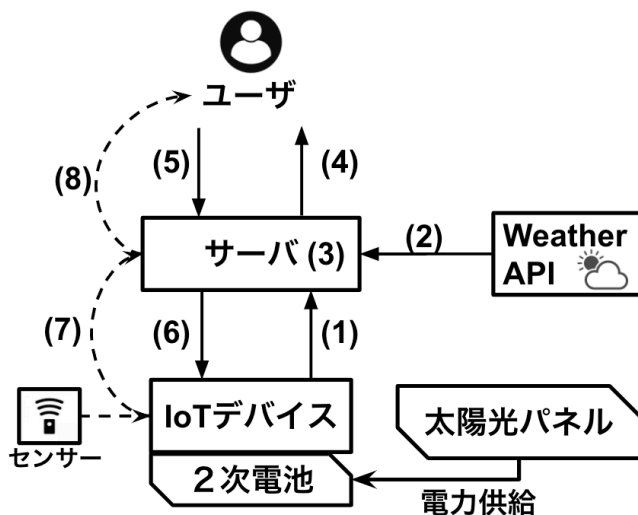 ユーザ
(5)
(4)
(8)
サーバ (3)
(2)
Weather
API
(7)
(6)
(1)
IoTデバイス
太陽光パネル
センサー
２次電池
電力供給